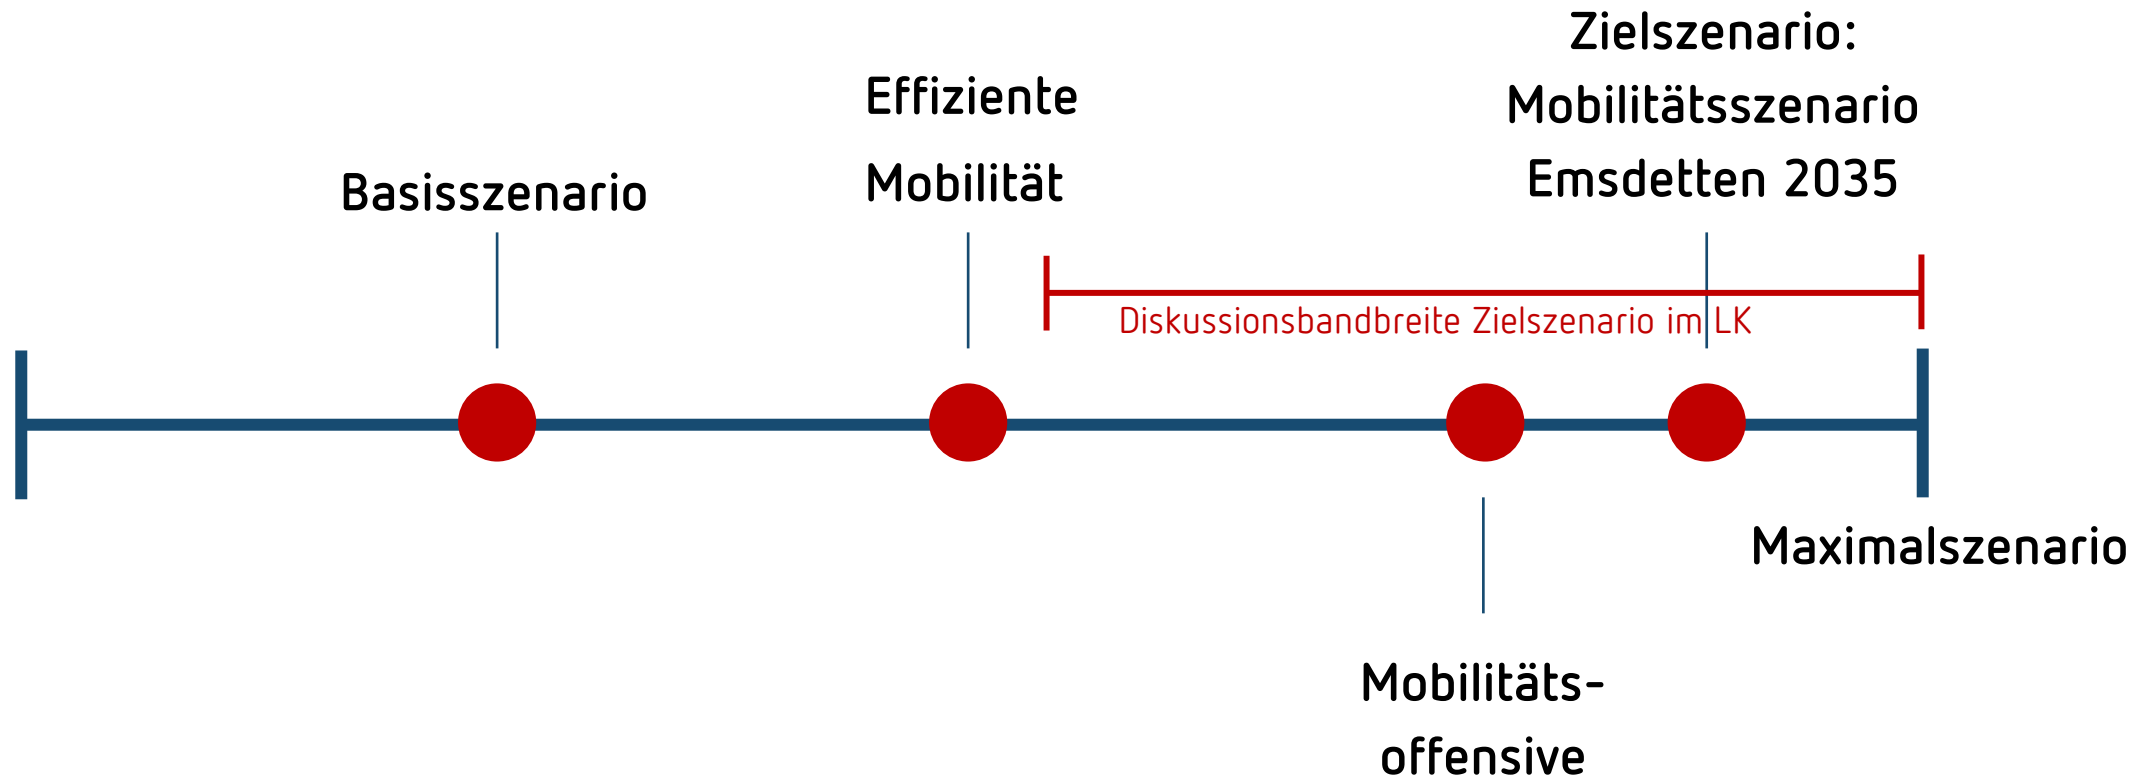 Basisszenario
Effiziente
Mobilität
Zielszenario:
Mobilitätsszenario
Emsdetten 2035
Diskussionsbandbreite Zielszenario im LK
Maximalszenario
Mobilitäts-
offensive